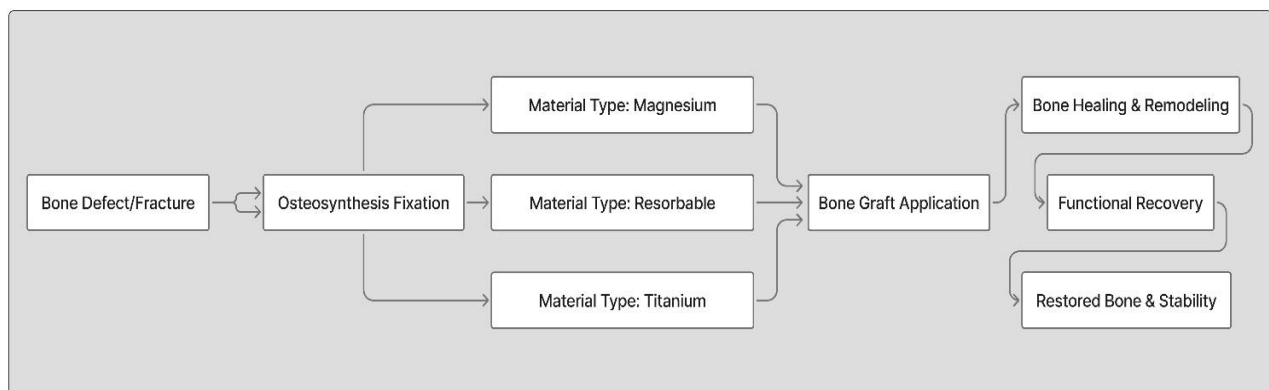 Bone Defect/Fracture
Osteosynthesis Fixation
Material Type: Magnesium
Material Type: Resorbable
Material Type: Titanium
Bone Graft Application
Bone Healing & Remodeling
Functional Recovery
Restored Bone & Stability